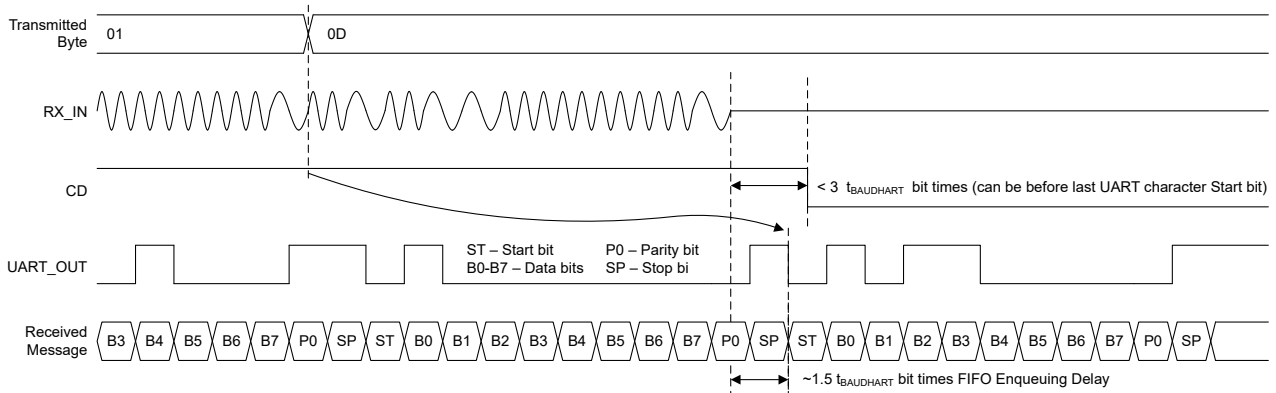 Transmitted
Byte
01
0D
RX_IN
CD
< 3 tBAUDHART bit times (can be before last UART character Start bit)
UART_OUT
ST – Start bit P0 – Parity bit
B0-B7 – Data bits SP – Stop bi
Received
Message
B3 B4 B5 B6 B7 P0 SP ST B0 B1 B2 B3 B4 B5 B6 B7 P0 SP ST B0 B1 B2 B3 B4 B5 B6 B7 P0 SP
~1.5 tBAUDHART bit times FIFO Enqueuing Delay